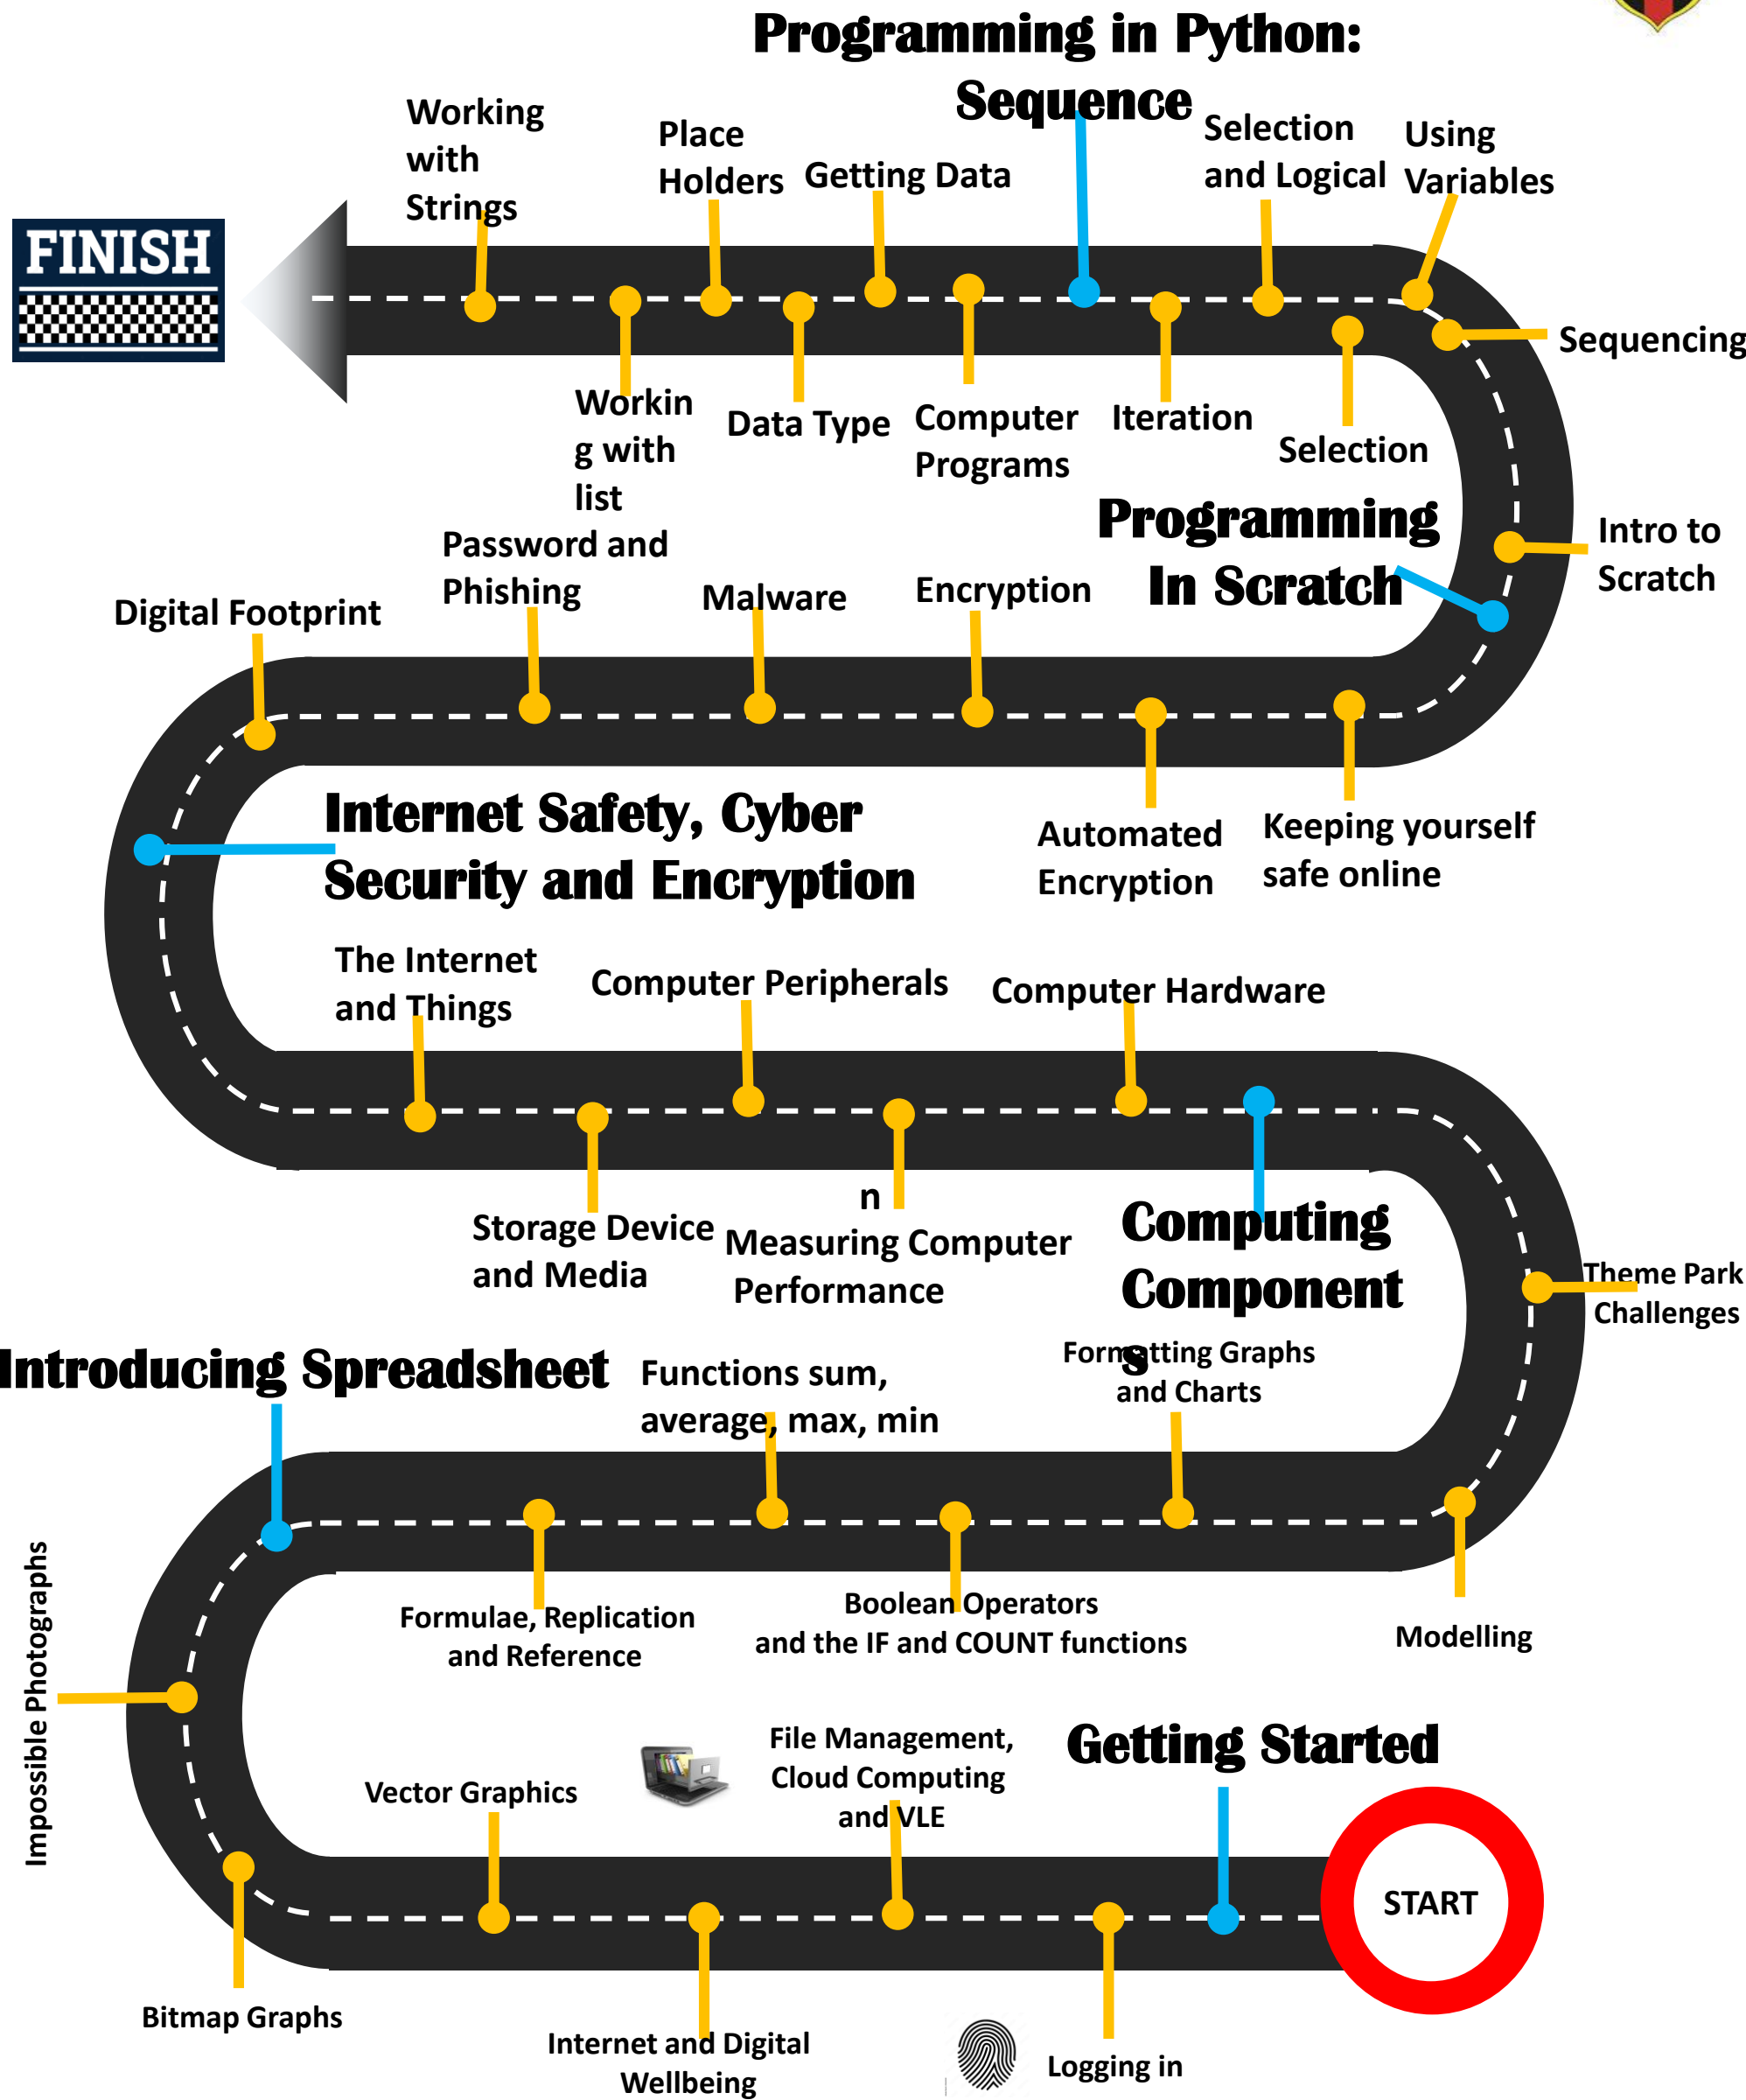 Programming in Python:
Sequence
Working
with
Strings
Place
Holders
Getting Data
Selection
and Logical
Using
Variables
FINISH
Sequencing
Workin
g with
list
Data Type
Computer
Programs
Iteration
Selection
Programming
In Scratch
Intro to
Scratch
Digital Footprint
Password and
Phishing
Malware
Encryption
Internet Safety, Cyber
Security and Encryption
Automated
Encryption
Keeping yourself
safe online
The Internet
and Things
Computer Peripherals
Computer Hardware
Storage Device
and Media
n
Measuring Computer
Performance
Computing
Component
s
Theme Park
Challenges
Introducing Spreadsheet
Functions sum,
average, max, min
Formatting Graphs
and Charts
Formulae, Replication
and Reference
Boolean Operators
and the IF and COUNT functions
Modelling
Impossible Photographs
Vector Graphics
File Management,
Cloud Computing
and VLE
Getting Started
START
Bitmap Graphs
Internet and Digital
Wellbeing
Logging in